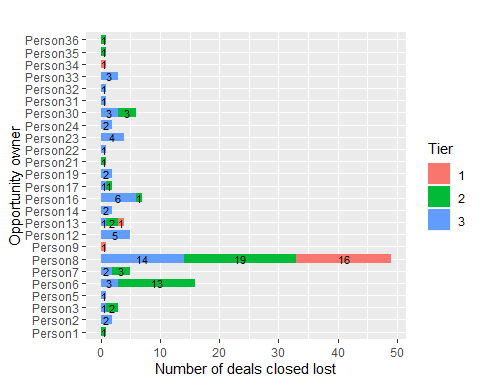 Person36 1
Person35 1
Person34 1
Person33 3
Person32 1
Person31 1
Person30 3 3
Person24 2
Person23 4
Person22 1
Person21 1
Person19 2
Person17 1 1
Person16 6 1
Person14 2
Person13 1 2 1
Person12 5
Person9 1
Person8 14 19 16
Person7 2 3
Person6 3 13
Person5 1
Person3 1 2
Person2 2
Person1 1
0 10 20 30 40 50
Number of deals closed lost
Opportunity owner
Tier
1
2
3